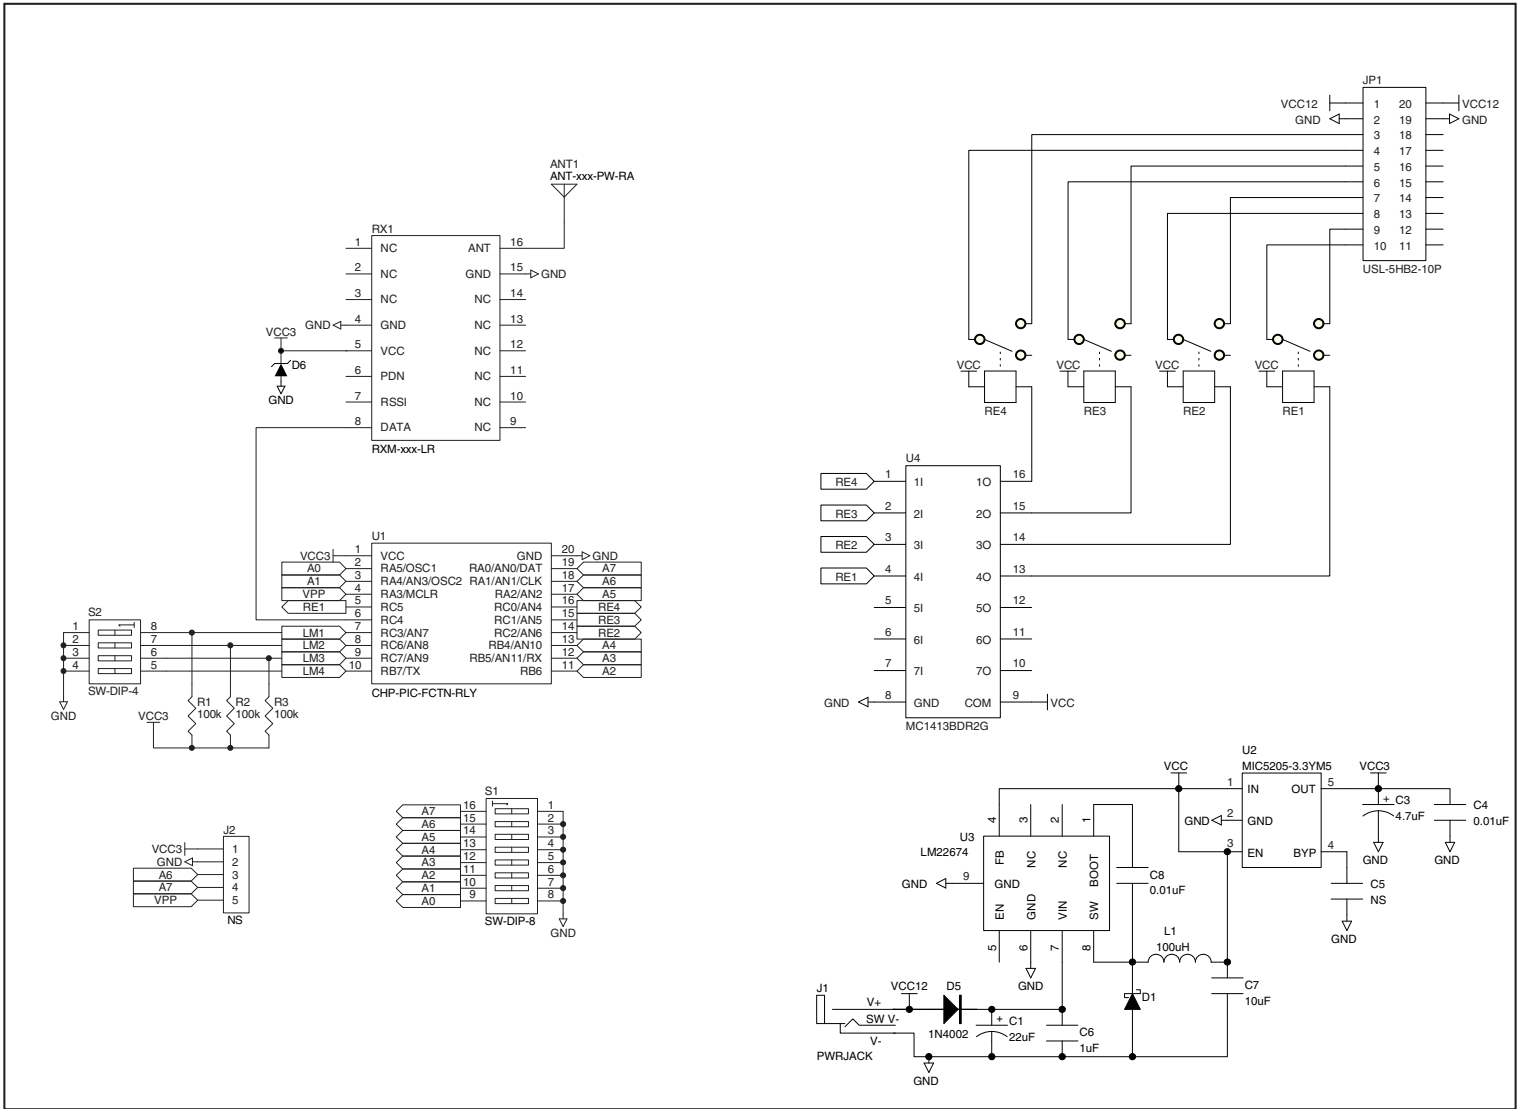 JP1
VCC12 1 20 VCC12
GND 2 19 GND
3 18
4 17
5 16
6 15
7 14
8 13
9 12
10 11
USL-5HB2-10P
ANT1
ANT-xxx-PW-RA
RX1
1 NC ANT 16
2 NC GND 15 GND
3 NC NC 14
GND 4 GND NC 13
VCC3
5 VCC NC 12
D6
6 PDN NC 11
GND
7 RSSI NC 10
8 DATA NC 9
RXM-xxx-LR
VCC VCC VCC VCC
RE4 RE3 RE2 RE1
U4
RE4 1 1I 1O 16
RE3 2 2I 2O 15
RE2 3 3I 3O 14
RE1 4 4I 4O 13
5 5I 5O 12
6 6I 6O 11
7 7I 7O 10
GND 8 GND COM 9 VCC
MC1413BDR2G
U1
VCC3 1 VCC GND 20 GND
A0 2 RA5/OSC1 RA0/AN0/DAT 19 A7
A1 3 RA4/AN3/OSC2 RA1/AN1/CLK 18 A6
VPP 4 RA3/MCLR RA2/AN2 17 A5
RE1 5 RC5 RC0/AN4 16 RE4
6 RC4 RC1/AN5 15 RE3
LM1 7 RC3/AN7 RC2/AN6 14 RE2
LM2 8 RC6/AN8 RB4/AN10 13 A4
LM3 9 RC7/AN9 RB5/AN11/RX 12 A3
LM4 10 RB7/TX RB6 11 A2
CHP-PIC-FCTN-RLY
S2
1 8
2 7
3 6
4 5
SW-DIP-4
GND
R1
100k
R2
100k
R3
100k
VCC3
S1
A7 16 1
A6 15 2
A5 14 3
A4 13 4
A3 12 5
A2 11 6
A1 10 7
A0 9 8
SW-DIP-8
GND
J2
VCC3 1
GND 2
A6 3
A7 4
VPP 5
NS
U2
MIC5205-3.3YM5
VCC 1 IN OUT 5 VCC3
GND 2 GND
3 EN BYP 4
+ C3
4.7uF
GND
C4
0.01uF
GND
C5
NS
GND
U3
LM22674
4 3 2 1
FB NC NC BOOT
GND 9 GND
EN GND VIN SW
5 6 7 8
GND
C8
0.01uF
L1
100uH
C7
10uF
D1
J1
V+
SW V-
V-
PWRJACK
VCC12
D5
1N4002
+ C1
22uF
C6
1uF
GND